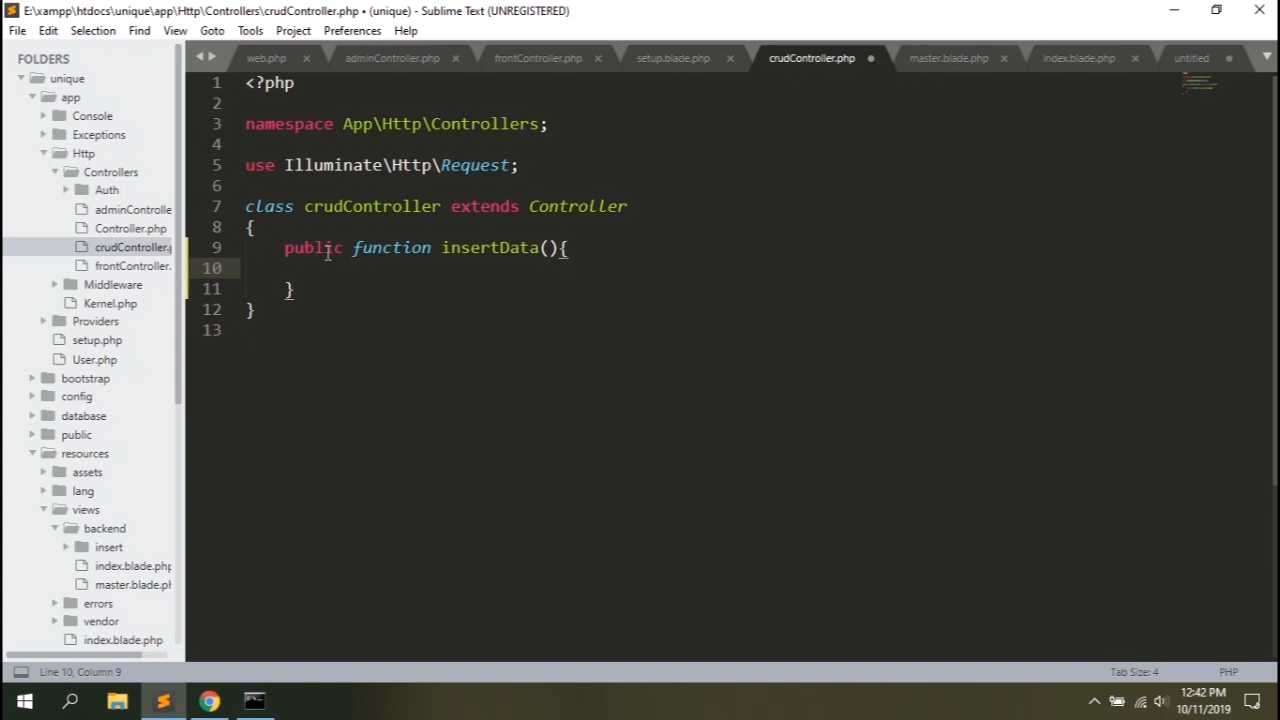 E:\xampp\htdocs\unique\app\Http\Controllers\crudController.php • (unique) - Sublime Text (UNREGISTERED)
File Edit Selection Find View Goto Tools Project Preferences Help
FOLDERS
unique
app
Console
Exceptions
Http
Controllers
Auth
adminControlle
Controller.php
crudController.p
frontController.
Middleware
Kernel.php
Providers
setup.php
User.php
bootstrap
config
database
public
resources
assets
lang
views
backend
insert
index.blade.php
master.blade.ph
errors
vendor
index.blade.php
web.php adminController.php frontController.php setup.blade.php crudController.php master.blade.php index.blade.php untitled
1 <?php
2
3 namespace App\Http\Controllers;
4
5 use Illuminate\Http\Request;
6
7 class crudController extends Controller
8 {
9 public function insertData(){
10
11 }
12 }
13
Line 10, Column 9 Tab Size: 4 PHP
12:42 PM
10/11/2019